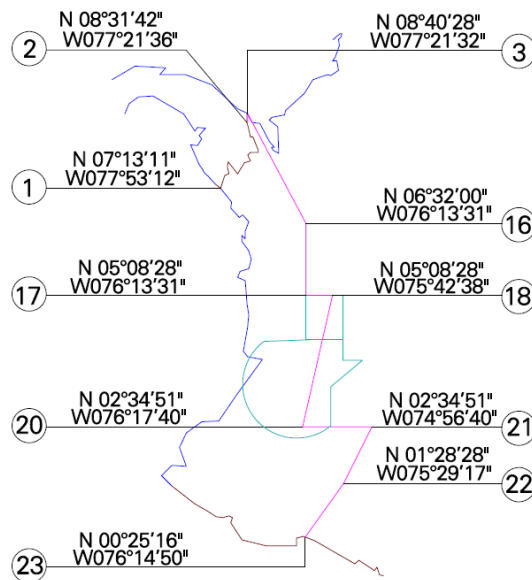 N 08°31′42"
W077°21′36"
2
N 08°40′28"
W077°21′32"
3
N 07°13′11"
W077°53′12"
1
N 06°32′00"
W076°13′31"
16
N 05°08′28"
W076°13′31"
17
N 05°08′28"
W075°42′38"
18
N 02°34′51"
W076°17′40"
20
N 02°34′51"
W074°56′40"
21
N 01°28′28"
W075°29′17"
22
N 00°25′16"
W076°14′50"
23